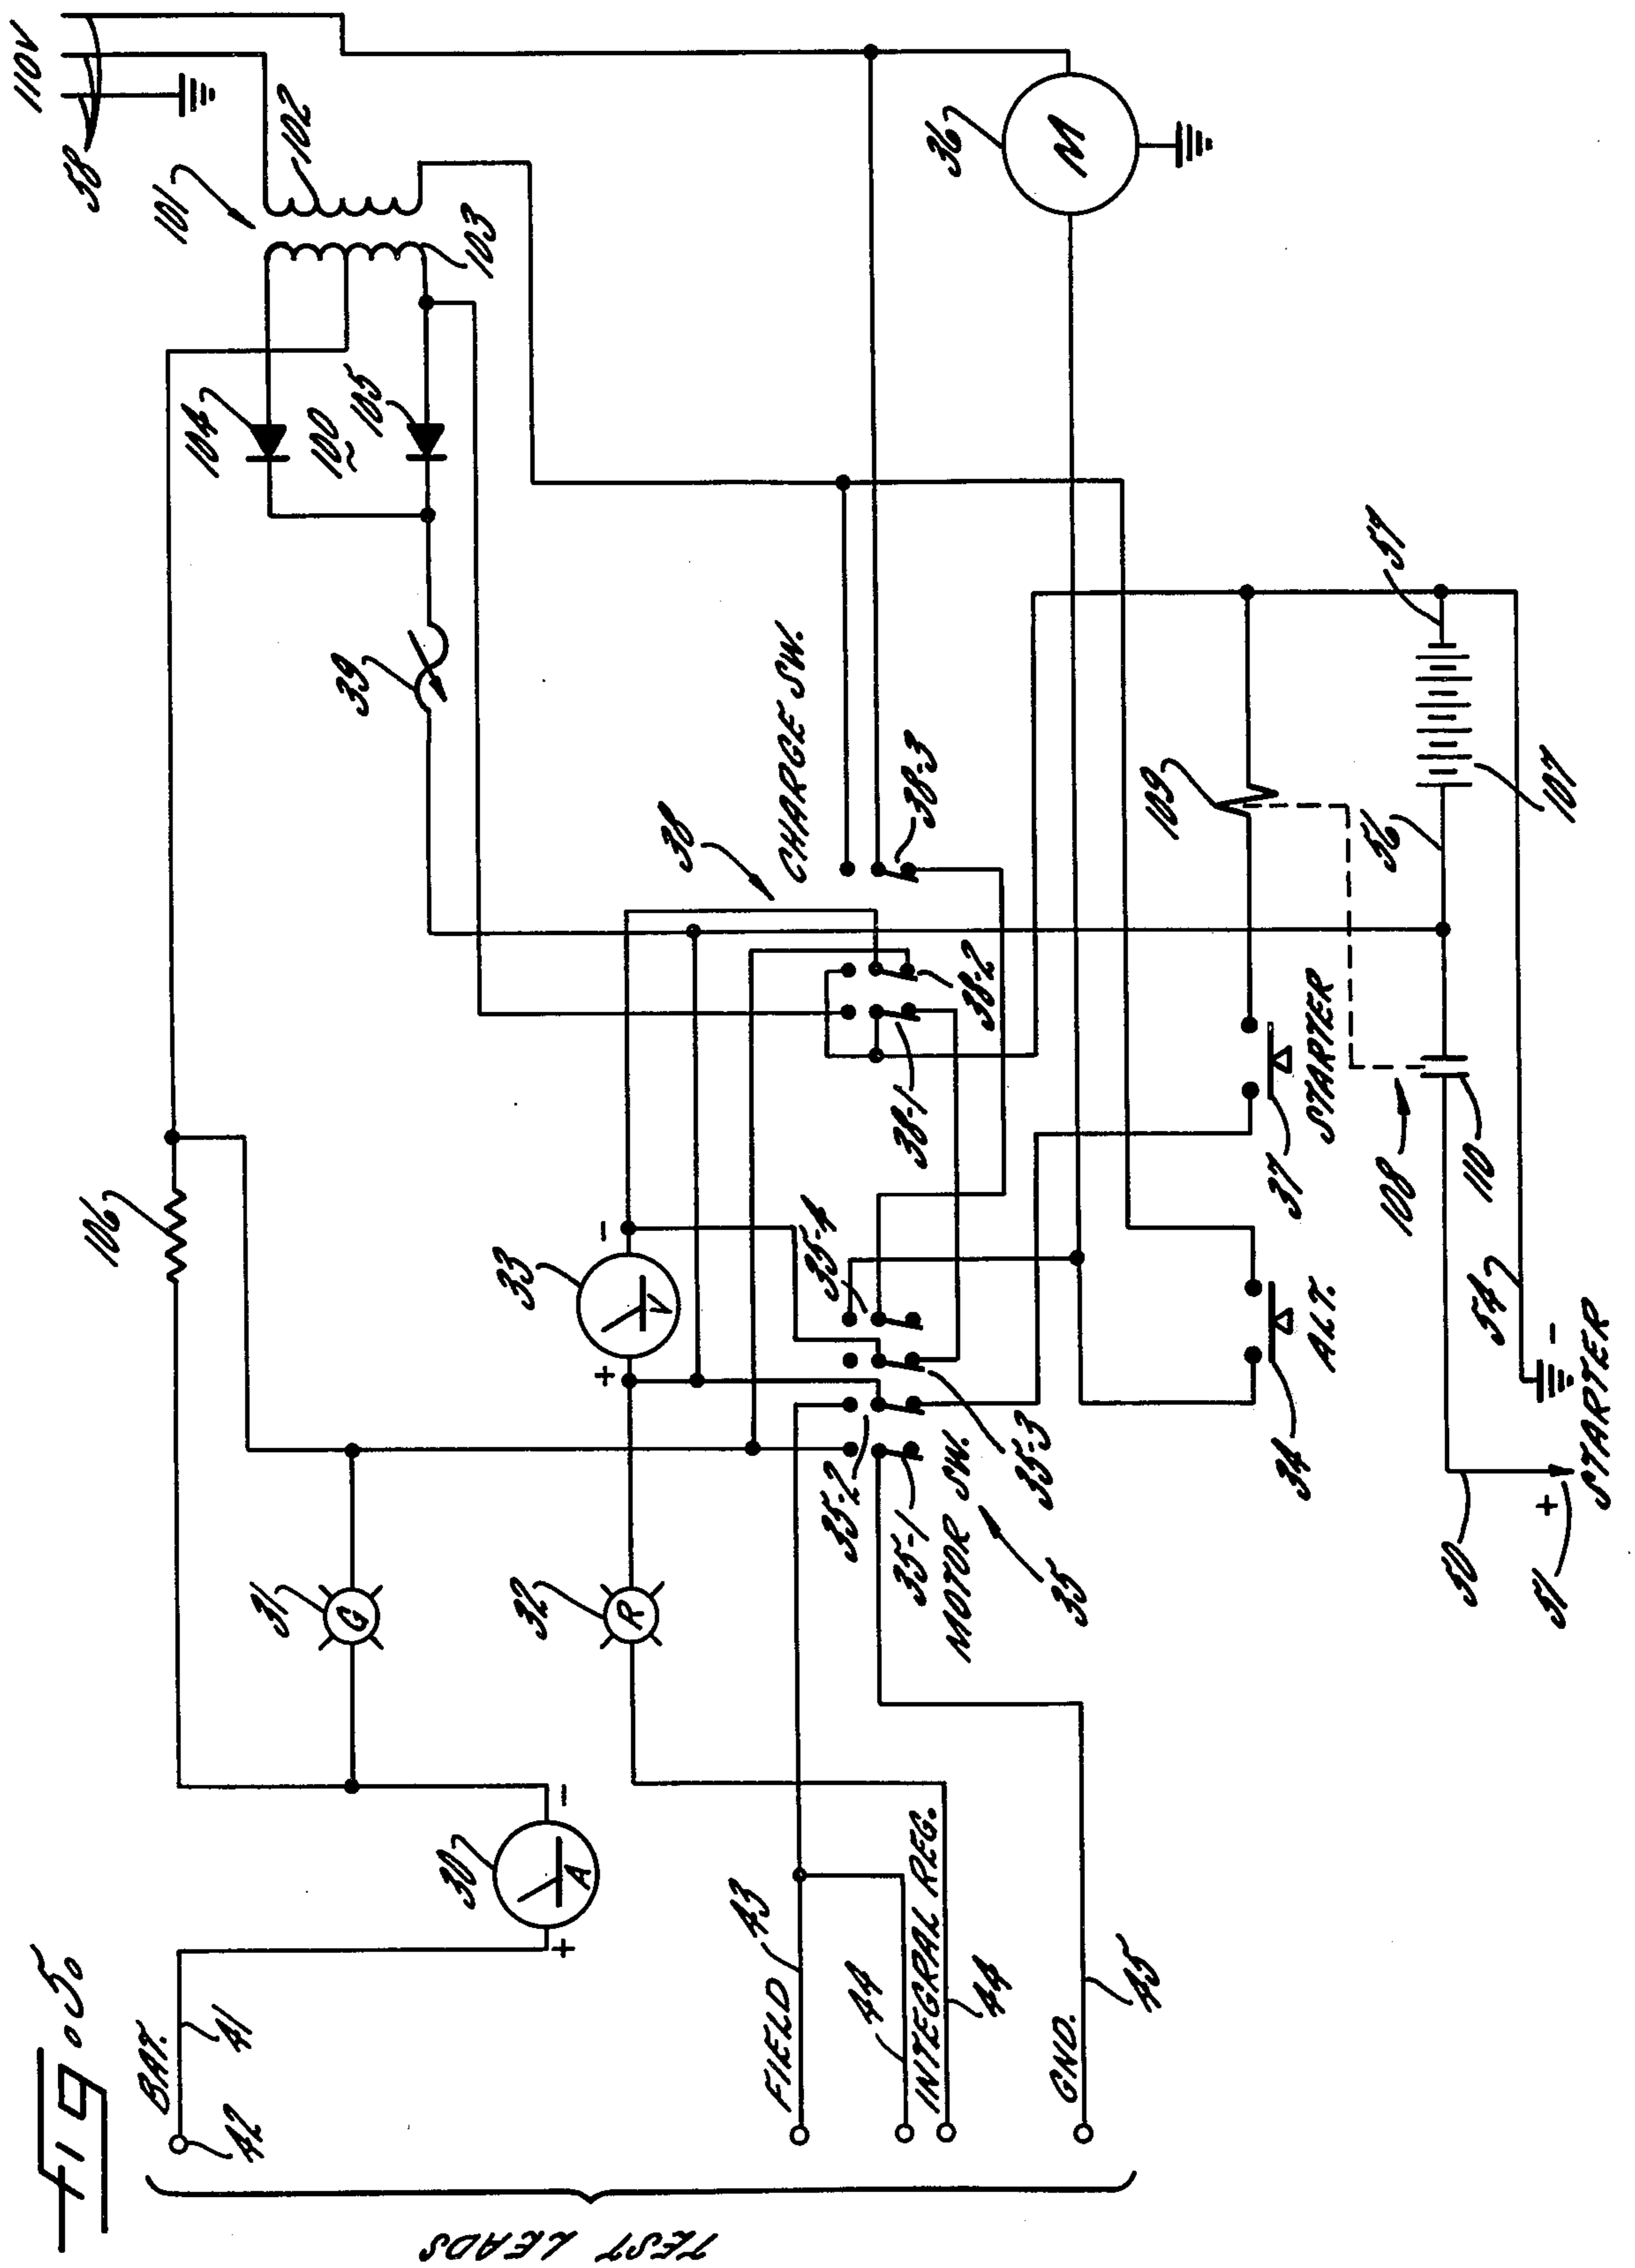 Fig. 5.
110V
58
101
102
103
104
100
105
106
39
BAT.
42
41
30
A
+
-
31
G
32
R
33
V
+
-
38
CHARGE SW.
38-3
38-2
38-1
36
M
TEST LEADS
FIELD
43
44
INTEGRAL REG.
44
GND.
45
35-2
35-1
MOTOR SW.
35
35-3
35-4
34
ALT.
37
STARTER
109
108
110
56
57
107
50
51
+
STARTER
-
54